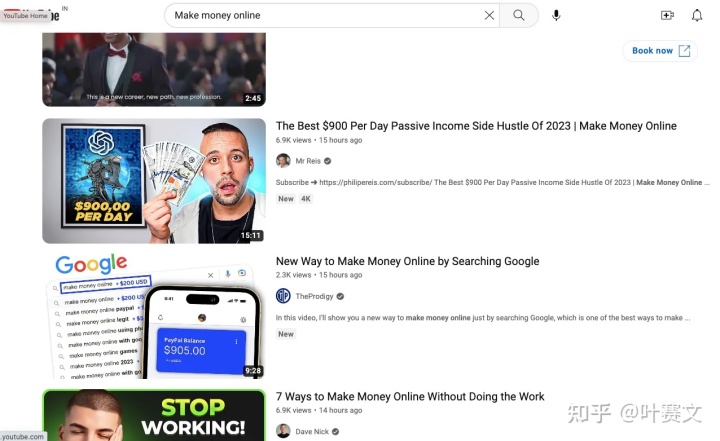 YouTube Home
IN
Make money online
This is a new career, new path, new profession.
2:45
Book now
$900,00
PER DAY
15:11
The Best $900 Per Day Passive Income Side Hustle Of 2023 | Make Money Online
6.9K views • 15 hours ago
Mr Reis
Subscribe ➔ https://philipereis.com/subscribe/ The Best $900 Per Day Passive Income Side Hustle Of 2023 | Make Money Online ...
New 4K
Google
make money online + $200 USD
make money online + $200
make money online paypal
make money online legit
make money online using
make money with goo
make money online games
make money online 2023
make money online with goo
9:41
PayPal Balance
$905.00
9:28
New Way to Make Money Online by Searching Google
2.3K views • 15 hours ago
TheProdigy
In this video, I'll show you a new way to make money online just by searching Google, which is one of the best ways to make ...
New
STOP
WORKING!
7 Ways to Make Money Online Without Doing the Work
6.9K views • 14 hours ago
Dave Nick
youtube.com
知乎 @叶赛文